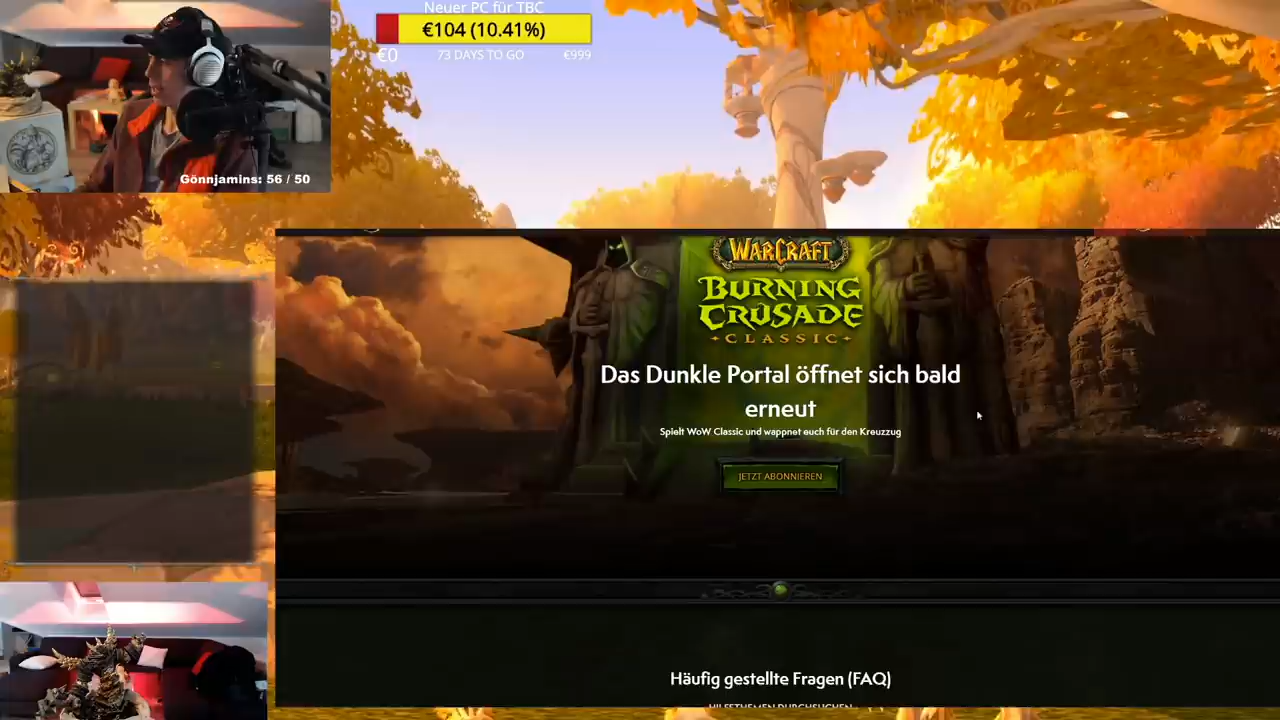 Neuer PC für TBC
€104 (10.41%)
€0
73 DAYS TO GO
€999
Gönnjamins: 56 / 50
WARCRAFT
BURNING
CRUSADE
CLASSIC
Das Dunkle Portal öffnet sich bald
erneut
Spielt WoW Classic und wappnet euch für den Kreuzzug
JETZT ABONNIEREN
Häufig gestellte Fragen (FAQ)
HILFETHEMEN DURCHSUCHEN